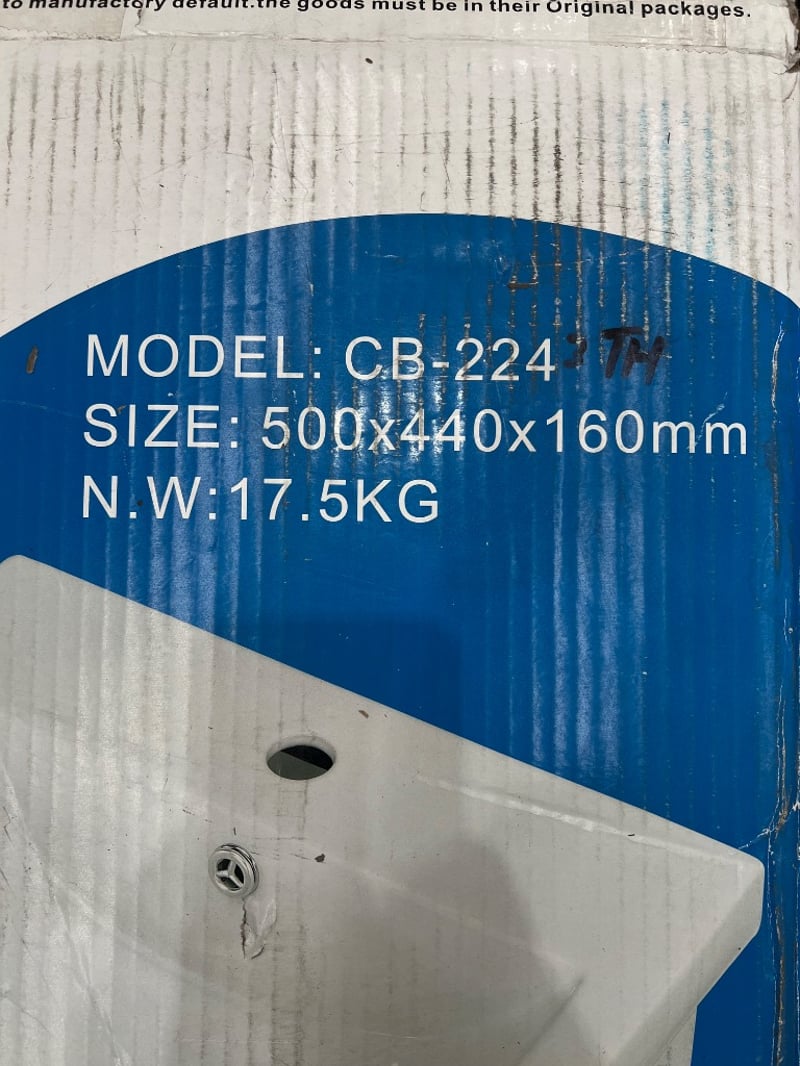 to manufactory default.the goods must be in their Original packages.
MODEL: CB-224 TH
SIZE: 500x440x160mm
N.W:17.5KG